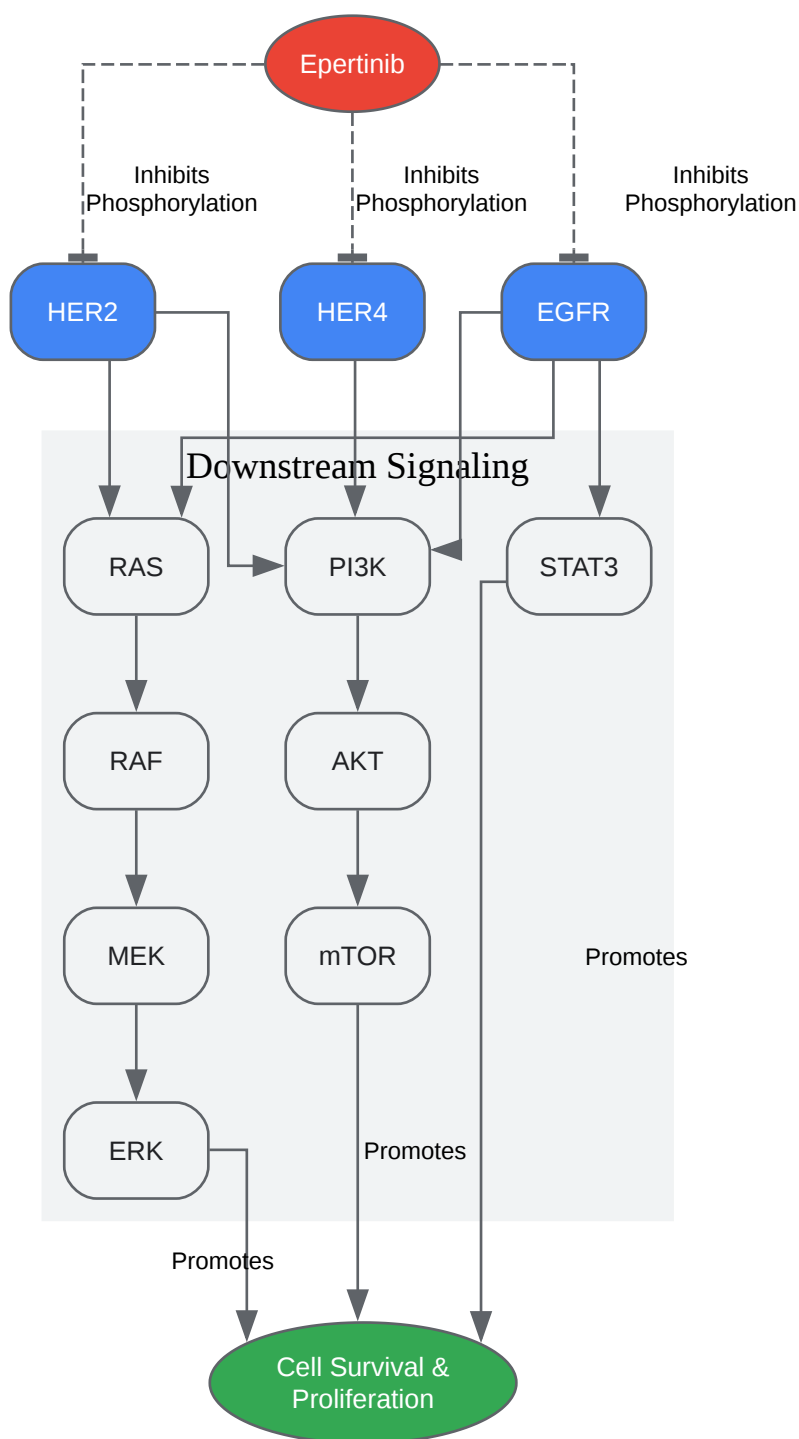 Epertinib
Inhibits
Phosphorylation
Inhibits
Phosphorylation
Inhibits
Phosphorylation
HER2
HER4
EGFR
Downstream Signaling
RAS
PI3K
STAT3
RAF
AKT
MEK
mTOR
Promotes
ERK
Promotes
Promotes
Cell Survival &
Proliferation